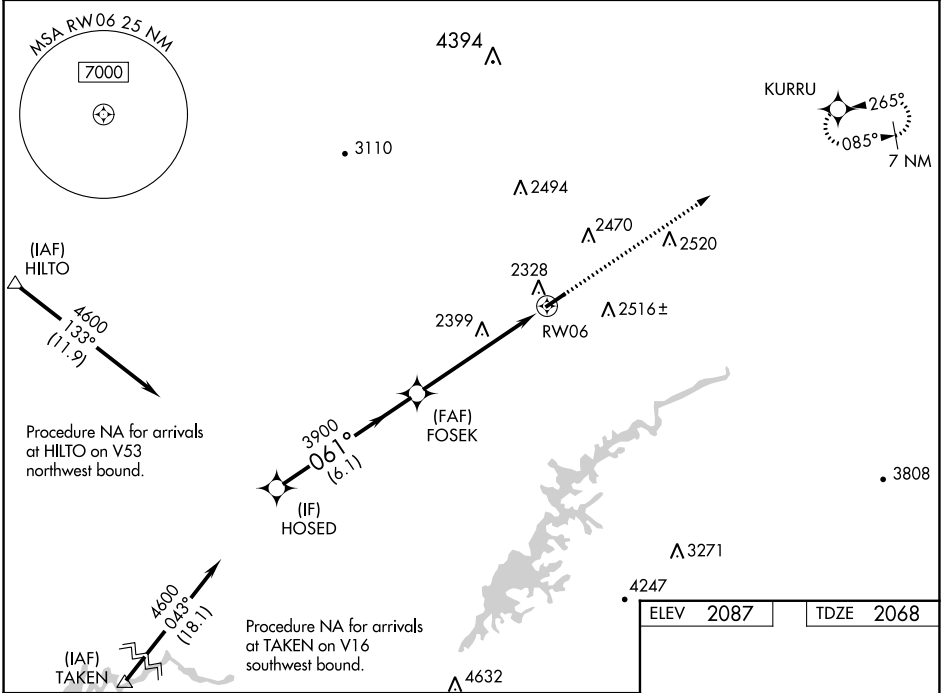 MSA RW06 25 NM
7000
4394
KURRU
265°
085°
7 NM
3110
2494
2470
2520
(IAF)
HILTO
2328
2516±
2399
RW06
4600
133°
(11.9)
(FAF)
FOSEK
Procedure NA for arrivals
at HILTO on V53
northwest bound.
3900
061°
(6.1)
3808
(IF)
HOSED
3271
4600
043°
(18.1)
4247
ELEV 2087
TDZE 2068
Procedure NA for arrivals
at TAKEN on V16
southwest bound.
(IAF)
TAKEN
4632